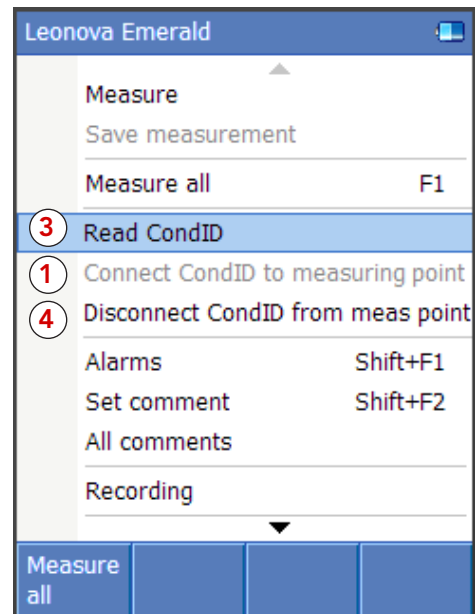 Leonova Emerald
Measure
Save measurement
Measure all F1
3 Read CondID
1 Connect CondID to measuring point
4 Disconnect CondID from meas point
Alarms Shift+F1
Set comment Shift+F2
All comments
Recording
Measure
all